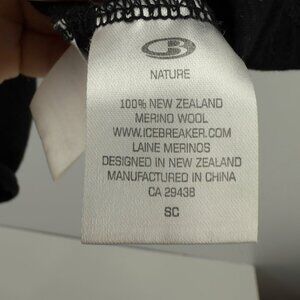 NATURE
100% NEW ZEALAND
MERINO WOOL
WWW.ICEBREAKER.COM
LAINE MERINOS
DESIGNED IN NEW ZEALAND
MANUFACTURED IN CHINA
CA 29438
SC